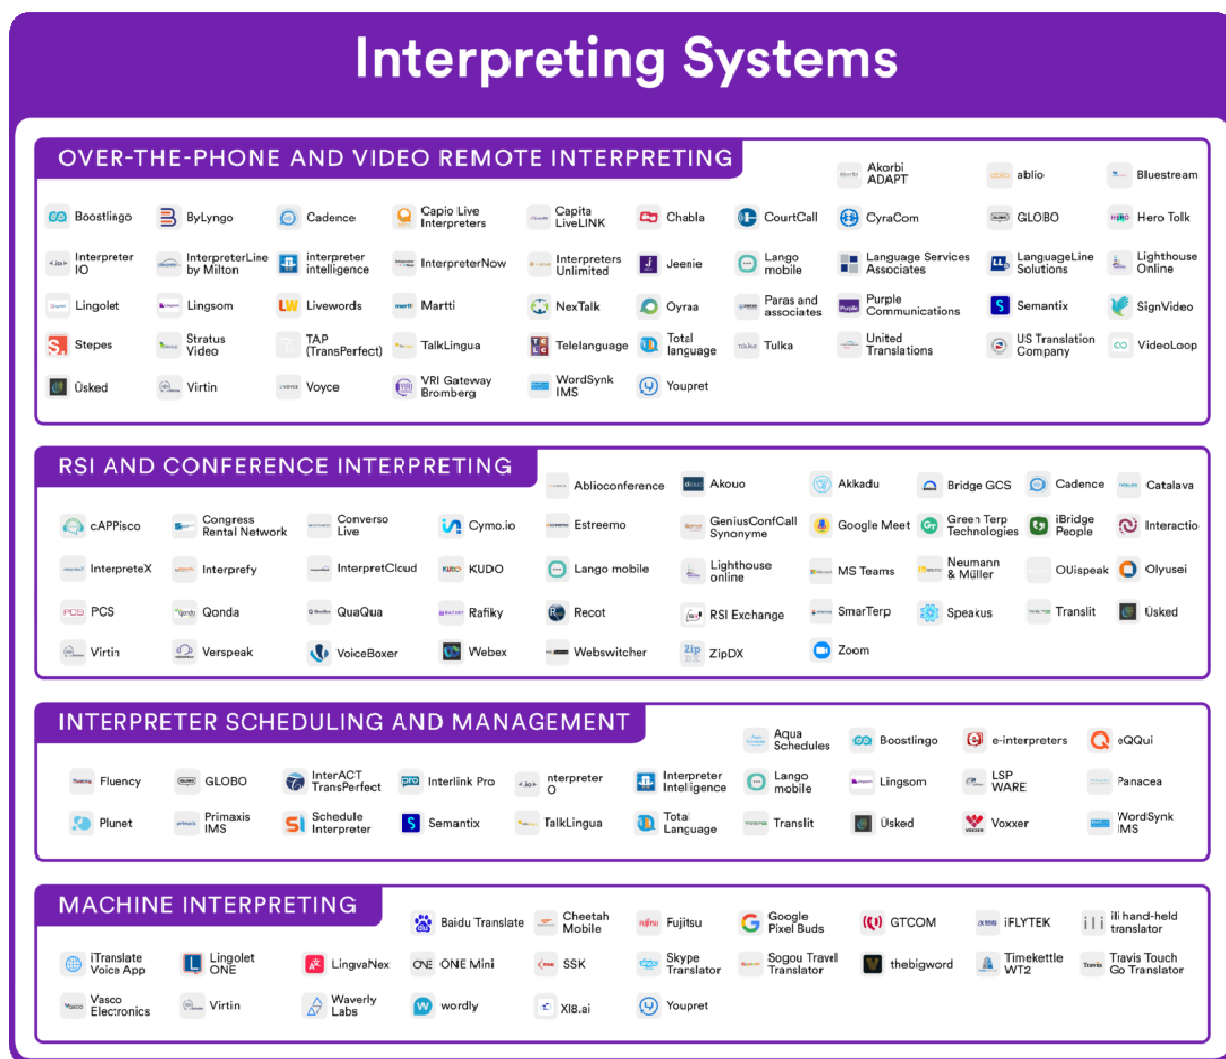 Interpreting Systems
OVER-THE-PHONE AND VIDEO REMOTE INTERPRETING
Akorbi
ADAPT
ablio
Bluestream
Boostlingo
ByLyngo
Cadence
Capio Live
Interpreters
Capita
LiveLINK
Chabla
CourtCall
CyraCom
GLOBO
Hero Tolk
Interpreter
IO
InterpreterLine
by Milton
interpreter
intelligence
InterpreterNow
Interpreters
Unlimited
Jeenie
Lango
mobile
Language Services
Associates
LanguageLine
Solutions
Lighthouse
Online
Lingolet
Lingsom
Livewords
Martti
NexTalk
Oyraa
Paras and
associates
Purple
Communications
Semantix
SignVideo
Stepes
Stratus
Video
TAP
(TransPerfect)
TalkLingua
Telelanguage
Total
language
Tulka
United
Translations
US Translation
Company
VideoLoop
Üsked
Virtin
Voyce
VRI Gateway
Bromberg
WordSynk
IMS
Youpret
RSI AND CONFERENCE INTERPRETING
Ablioconference
Akouo
Akkadu
Bridge GCS
Cadence
Catalava
cAPPisco
Congress
Rental Network
Converso
Live
Cymo.io
Estreemo
GeniusConfCall
Synonyme
Google Meet
Green Terp
Technologies
iBridge
People
Interactio
InterpreteX
Interprefy
InterpretCloud
KUDO
Lango mobile
Lighthouse
online
MS Teams
Neumann
& Müller
OUispeak
Olyusei
PCS
Qonda
QuaQua
Rafiky
Recot
RSI Exchange
SmarTerp
Speakus
Translit
Üsked
Virtin
Verspeak
VoiceBoxer
Webex
Webswitcher
ZipDX
Zoom
INTERPRETER SCHEDULING AND MANAGEMENT
Aqua
Schedules
Boostlingo
e-interpreters
eQQui
Fluency
GLOBO
InterACT
TransPerfect
Interlink Pro
nterpreter
O
Interpreter
Intelligence
Lango
mobile
Lingsom
LSP
WARE
Panacea
Plunet
Primaxis
IMS
Schedule
Interpreter
Semantix
TalkLingua
Total
Language
Translit
Üsked
Voxxer
WordSynk
IMS
MACHINE INTERPRETING
Baidu Translate
Cheetah
Mobile
Fujitsu
Google
Pixel Buds
GTCOM
iFLYTEK
ili hand-held
translator
iTranslate
Voice App
Lingolet
ONE
LingvaNex
ONE Mini
SSK
Skype
Translator
Sogou Travel
Translator
thebigword
Timekettle
WT2
Travis Touch
Go Translator
Vasco
Electronics
Virtin
Waverly
Labs
wordly
XI8.ai
Youpret